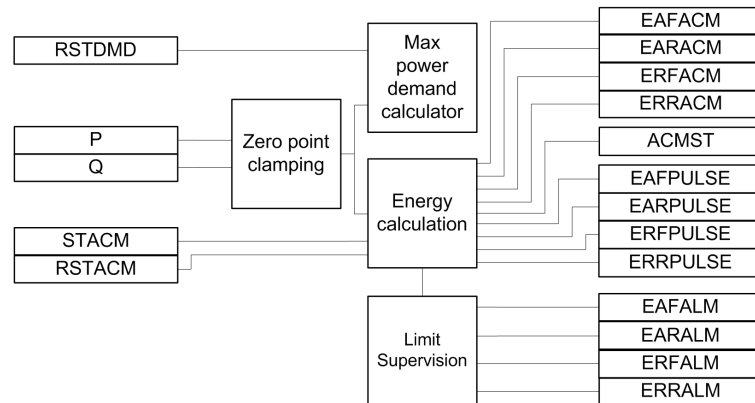 RSTDMD
P
Q
STACM
RSTACM
Zero point
clamping
Max
power
demand
calculator
Energy
calculation
Limit
Supervision
EAFACM
EARACM
ERFACM
ERRACM
ACMST
EAFPULSE
EARPULSE
ERFPULSE
ERRPULSE
EAFALM
EARALM
ERFALM
ERRALM